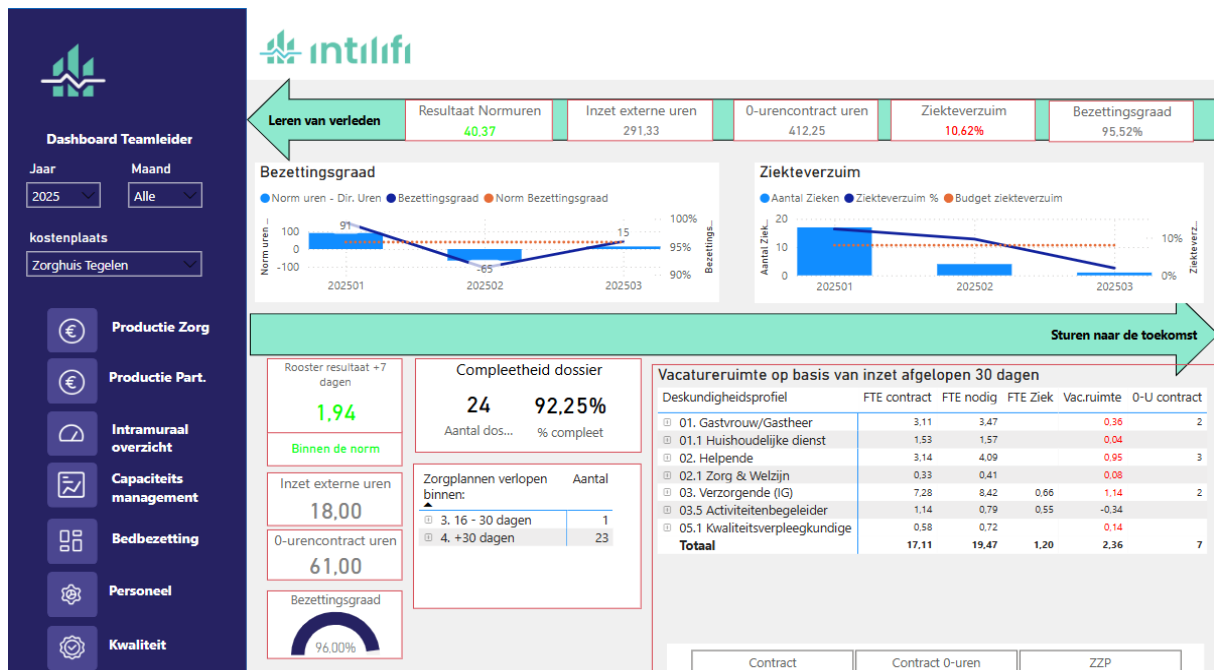 intilifi
Dashboard Teamleider
Jaar
Maand
2025
Alle
kostenplaats
Zorghuis Tegelen
Productie Zorg
Productie Part.
Intramuraal
overzicht
Capaciteits
management
Bedbezetting
Personeel
Kwaliteit
Leren van verleden
Resultaat Normuren
40,37
Inzet externe uren
291,33
0-urencontract uren
412,25
Ziekteverzuim
10,62%
Bezettingsgraad
95,52%
Bezettingsgraad
Norm uren - Dir. Uren Bezettingsgraad Norm Bezettingsgraad
Norm uren...
100
0
-100
91
-65
15
100%
95%
90%
Bezettings...
202501 202502 202503
Ziekteverzuim
Aantal Zieken Ziekteverzuim % Budget ziekteverzuim
Aantal Ziek...
20
10
0
10%
0%
Ziekteverz...
202501 202502 202503
Sturen naar de toekomst
Rooster resultaat +7
dagen
1,94
Binnen de norm
Inzet externe uren
18,00
0-urencontract uren
61,00
Bezettingsgraad
96,00%
Compleetheid dossier
24 92,25%
Aantal dos... % compleet
Zorgplannen verlopen Aantal
binnen:
3. 16 - 30 dagen 1
4. +30 dagen 23
Vacatureruimte op basis van inzet afgelopen 30 dagen
Deskundigheidsprofiel FTE contract FTE nodig FTE Ziek Vac.ruimte 0-U contract
01. Gastvrouw/Gastheer 3,11 3,47 0,36 2
01.1 Huishoudelijke dienst 1,53 1,57 0,04
02. Helpende 3,14 4,09 0,95 3
02.1 Zorg & Welzijn 0,33 0,41 0,08
03. Verzorgende (IG) 7,28 8,42 0,66 1,14 2
03.5 Activiteitenbegeleider 1,14 0,79 0,55 -0,34
05.1 Kwaliteitsverpleegkundige 0,58 0,72 0,14
Totaal 17,11 19,47 1,20 2,36 7
Contract
Contract 0-uren
ZZP